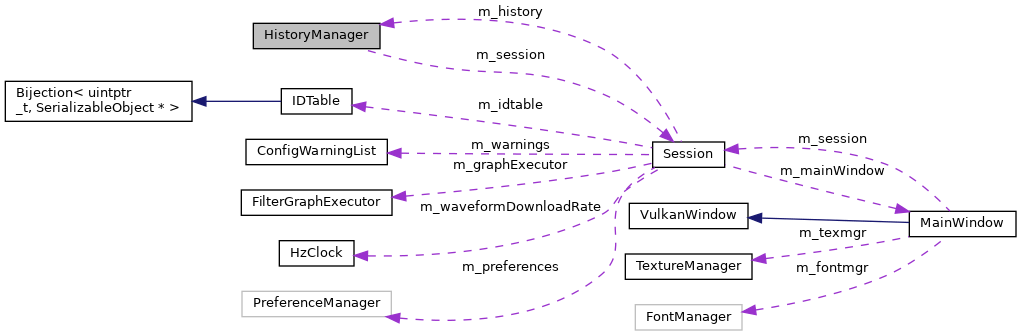 m_history
HistoryManager
m_session
Bijection< uintptr
_t, SerializableObject * >
IDTable
m_idtable
m_session
ConfigWarningList
m_warnings
Session
m_graphExecutor
m_mainWindow
FilterGraphExecutor
m_waveformDownloadRate
VulkanWindow
MainWindow
m_texmgr
HzClock
m_preferences
TextureManager
m_fontmgr
PreferenceManager
FontManager